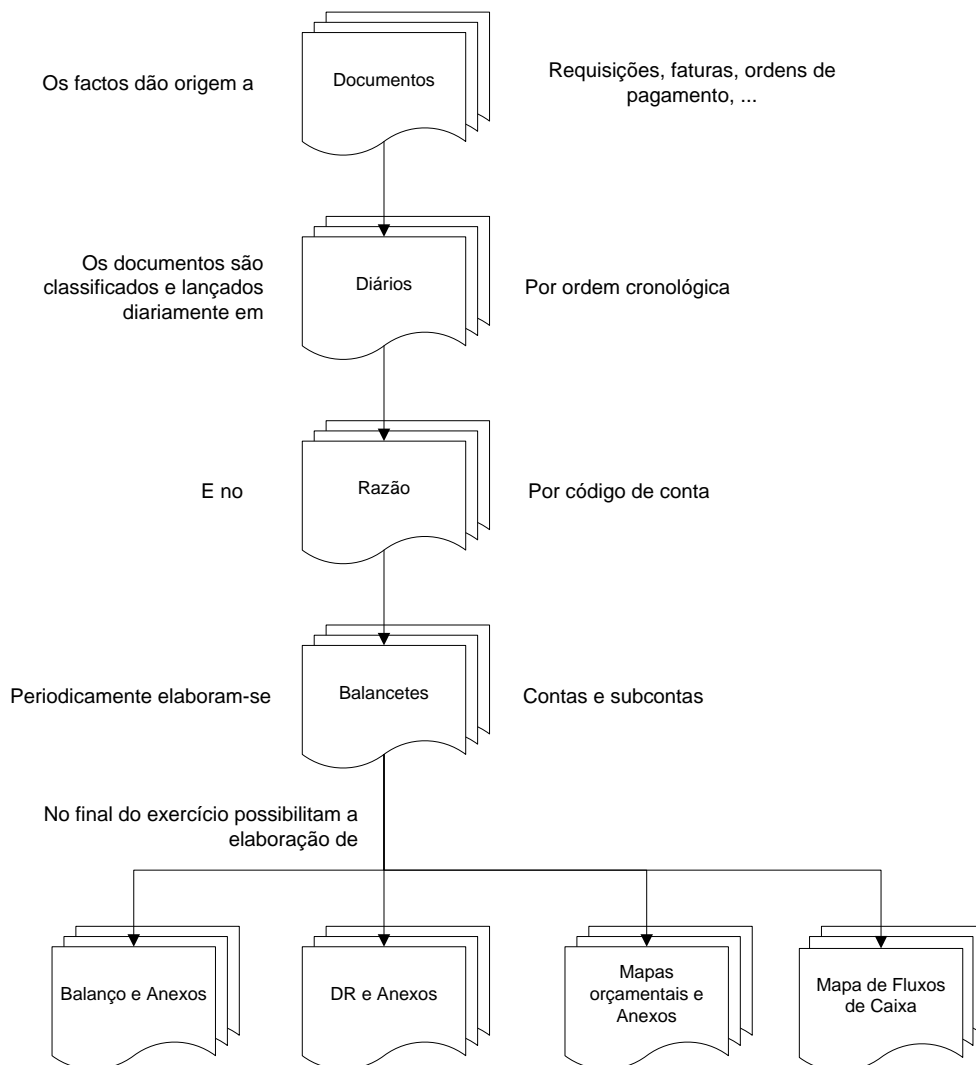 Os factos dão origem a
Documentos
Requisições, faturas, ordens de
pagamento, ...
Os documentos são
classificados e lançados
diariamente em
Diários
Por ordem cronológica
E no
Razão
Por código de conta
Periodicamente elaboram-se
Balancetes
Contas e subcontas
No final do exercício possibilitam a
elaboração de
Balanço e Anexos
DR e Anexos
Mapas
orçamentais e
Anexos
Mapa de Fluxos
de Caixa